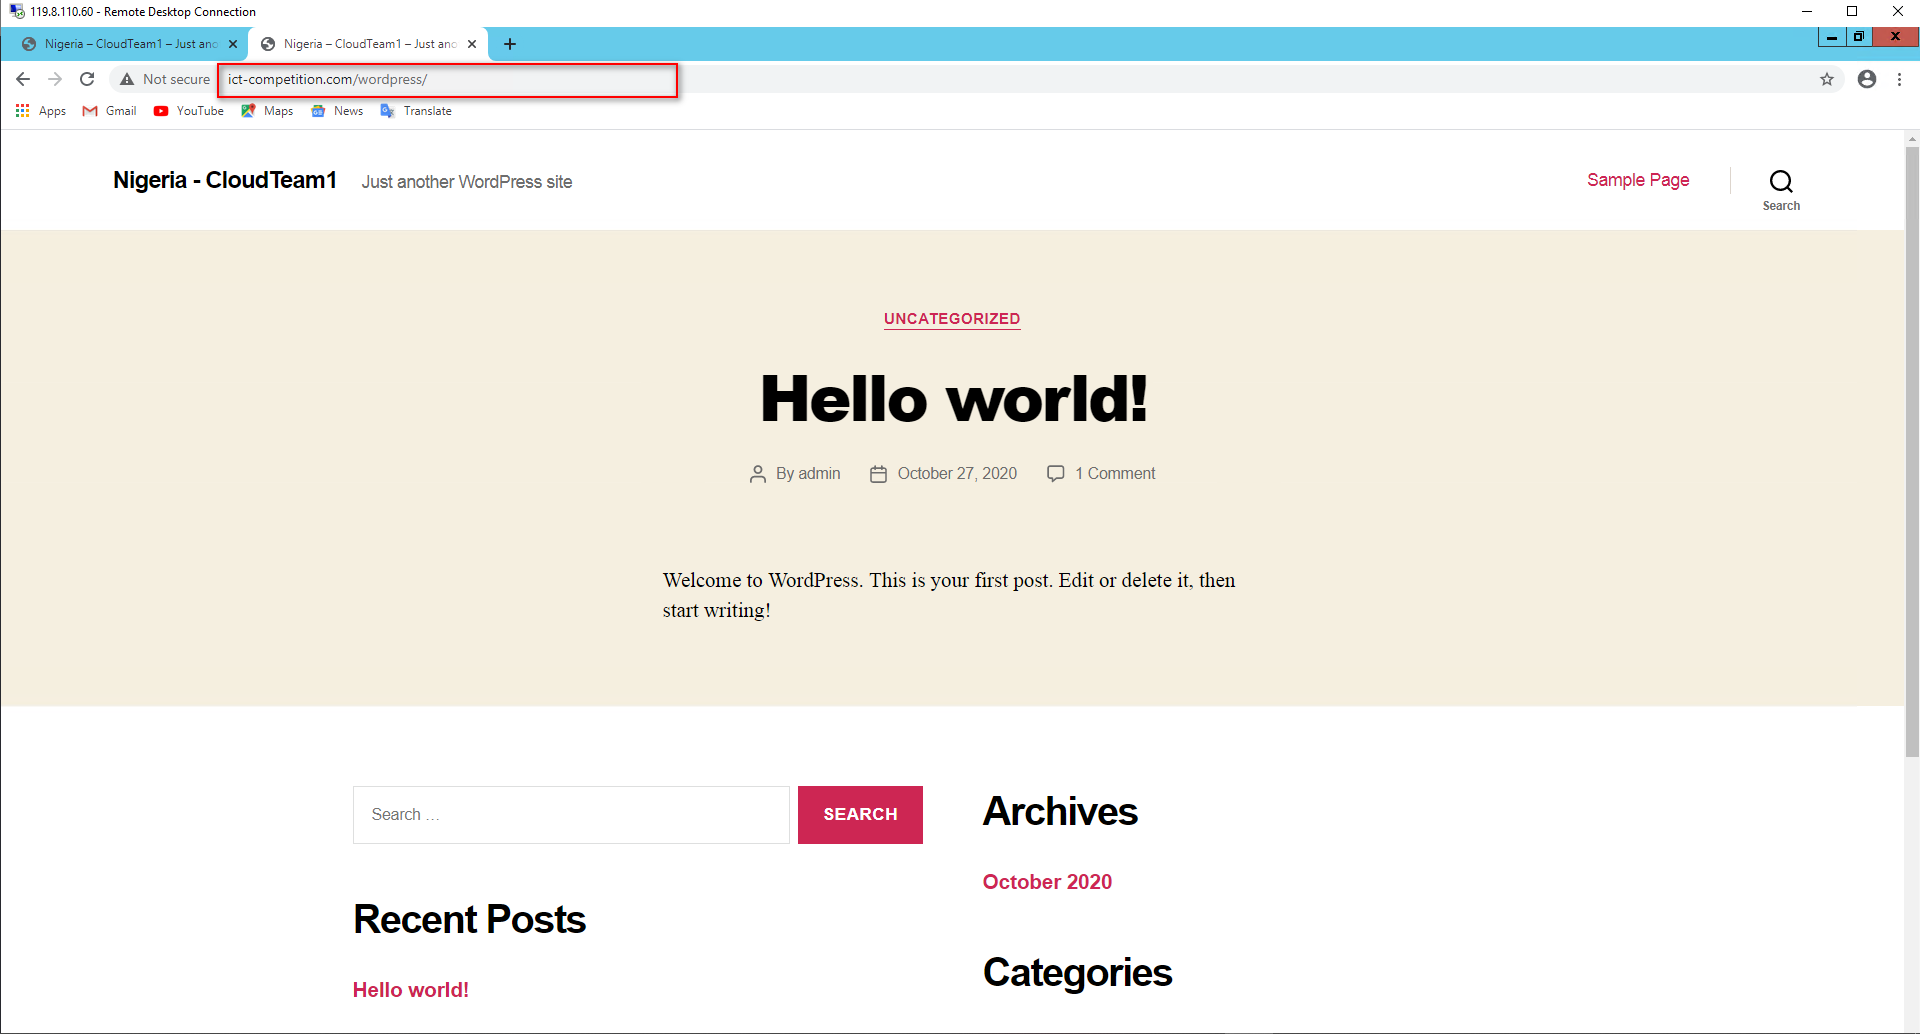 119.8.110.60 - Remote Desktop Connection
Nigeria – CloudTeam1 – Just ano
Nigeria – CloudTeam1 – Just ano
Not secure
ict-competition.com/wordpress/
Apps
Gmail
YouTube
Maps
News
Translate
Nigeria - CloudTeam1
Just another WordPress site
Sample Page
Search
UNCATEGORIZED
Hello world!
By admin
October 27, 2020
1 Comment
Welcome to WordPress. This is your first post. Edit or delete it, then
start writing!
Search …
SEARCH
Archives
October 2020
Recent Posts
Categories
Hello world!